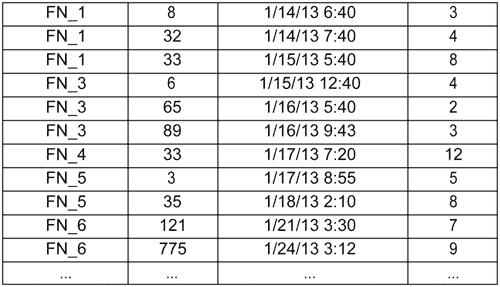 FN_1 8 1/14/13 6:40 3
FN_1 32 1/14/13 7:40 4
FN_1 33 1/15/13 5:40 8
FN_3 6 1/15/13 12:40 4
FN_3 65 1/16/13 5:40 2
FN_3 89 1/16/13 9:43 3
FN_4 33 1/17/13 7:20 12
FN_5 3 1/17/13 8:55 5
FN_5 35 1/18/13 2:10 8
FN_6 121 1/21/13 3:30 7
FN_6 775 1/24/13 3:12 9
... ... ... ...